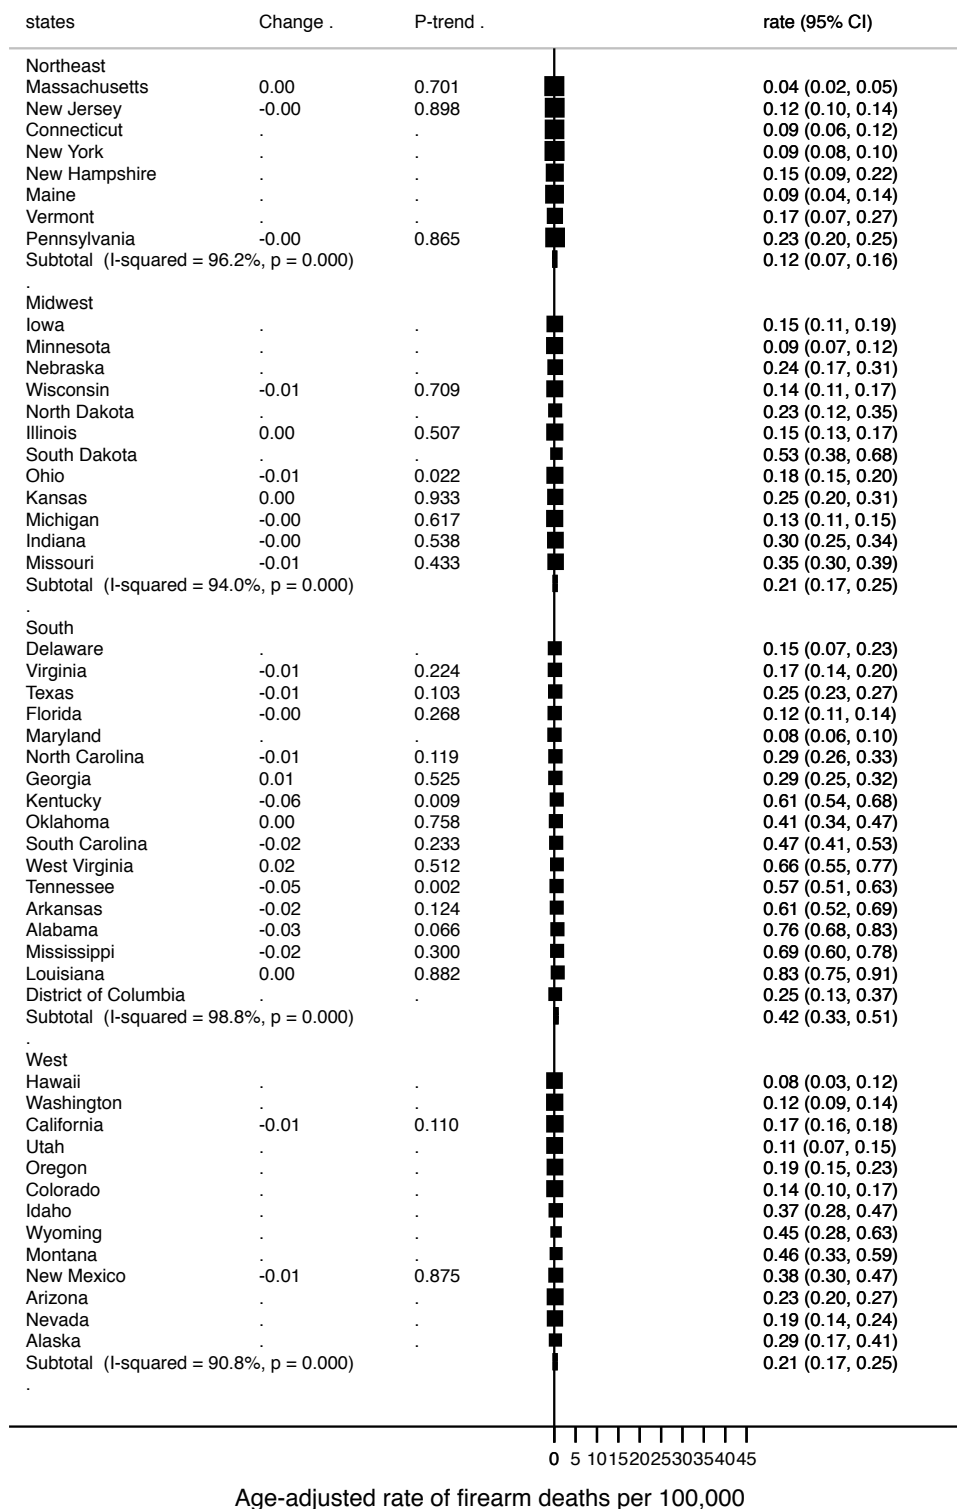 states Change . P-trend . rate (95% CI)
Northeast
Massachusetts 0.00 0.701 0.04 (0.02, 0.05)
New Jersey -0.00 0.898 0.12 (0.10, 0.14)
Connecticut . . 0.09 (0.06, 0.12)
New York . . 0.09 (0.08, 0.10)
New Hampshire . . 0.15 (0.09, 0.22)
Maine . . 0.09 (0.04, 0.14)
Vermont . . 0.17 (0.07, 0.27)
Pennsylvania -0.00 0.865 0.23 (0.20, 0.25)
Subtotal (I-squared = 96.2%, p = 0.000) 0.12 (0.07, 0.16)
.
Midwest
Iowa . . 0.15 (0.11, 0.19)
Minnesota . . 0.09 (0.07, 0.12)
Nebraska . . 0.24 (0.17, 0.31)
Wisconsin -0.01 0.709 0.14 (0.11, 0.17)
North Dakota . . 0.23 (0.12, 0.35)
Illinois 0.00 0.507 0.15 (0.13, 0.17)
South Dakota . . 0.53 (0.38, 0.68)
Ohio -0.01 0.022 0.18 (0.15, 0.20)
Kansas 0.00 0.933 0.25 (0.20, 0.31)
Michigan -0.00 0.617 0.13 (0.11, 0.15)
Indiana -0.00 0.538 0.30 (0.25, 0.34)
Missouri -0.01 0.433 0.35 (0.30, 0.39)
Subtotal (I-squared = 94.0%, p = 0.000) 0.21 (0.17, 0.25)
.
South
Delaware . . 0.15 (0.07, 0.23)
Virginia -0.01 0.224 0.17 (0.14, 0.20)
Texas -0.01 0.103 0.25 (0.23, 0.27)
Florida -0.00 0.268 0.12 (0.11, 0.14)
Maryland . . 0.08 (0.06, 0.10)
North Carolina -0.01 0.119 0.29 (0.26, 0.33)
Georgia 0.01 0.525 0.29 (0.25, 0.32)
Kentucky -0.06 0.009 0.61 (0.54, 0.68)
Oklahoma 0.00 0.758 0.41 (0.34, 0.47)
South Carolina -0.02 0.233 0.47 (0.41, 0.53)
West Virginia 0.02 0.512 0.66 (0.55, 0.77)
Tennessee -0.05 0.002 0.57 (0.51, 0.63)
Arkansas -0.02 0.124 0.61 (0.52, 0.69)
Alabama -0.03 0.066 0.76 (0.68, 0.83)
Mississippi -0.02 0.300 0.69 (0.60, 0.78)
Louisiana 0.00 0.882 0.83 (0.75, 0.91)
District of Columbia . . 0.25 (0.13, 0.37)
Subtotal (I-squared = 98.8%, p = 0.000) 0.42 (0.33, 0.51)
.
West
Hawaii . . 0.08 (0.03, 0.12)
Washington . . 0.12 (0.09, 0.14)
California -0.01 0.110 0.17 (0.16, 0.18)
Utah . . 0.11 (0.07, 0.15)
Oregon . . 0.19 (0.15, 0.23)
Colorado . . 0.14 (0.10, 0.17)
Idaho . . 0.37 (0.28, 0.47)
Wyoming . . 0.45 (0.28, 0.63)
Montana . . 0.46 (0.33, 0.59)
New Mexico -0.01 0.875 0.38 (0.30, 0.47)
Arizona . . 0.23 (0.20, 0.27)
Nevada . . 0.19 (0.14, 0.24)
Alaska . . 0.29 (0.17, 0.41)
Subtotal (I-squared = 90.8%, p = 0.000) 0.21 (0.17, 0.25)
.
0 5 10 15 20 25 30 35 40 45
Age-adjusted rate of firearm deaths per 100,000